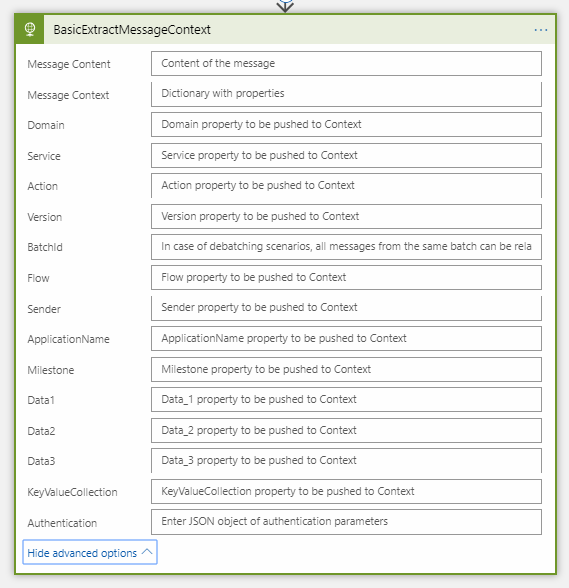 BasicExtractMessageContext ...
Message Content Content of the message
Message Context Dictionary with properties
Domain Domain property to be pushed to Context
Service Service property to be pushed to Context
Action Action property to be pushed to Context
Version Version property to be pushed to Context
BatchId In case of debatching scenarios, all messages from the same batch can be rela
Flow Flow property to be pushed to Context
Sender Sender property to be pushed to Context
ApplicationName ApplicationName property to be pushed to Context
Milestone Milestone property to be pushed to Context
Data1 Data_1 property to be pushed to Context
Data2 Data_2 property to be pushed to Context
Data3 Data_3 property to be pushed to Context
KeyValueCollection KeyValueCollection property to be pushed to Context
Authentication Enter JSON object of authentication parameters
Hide advanced options